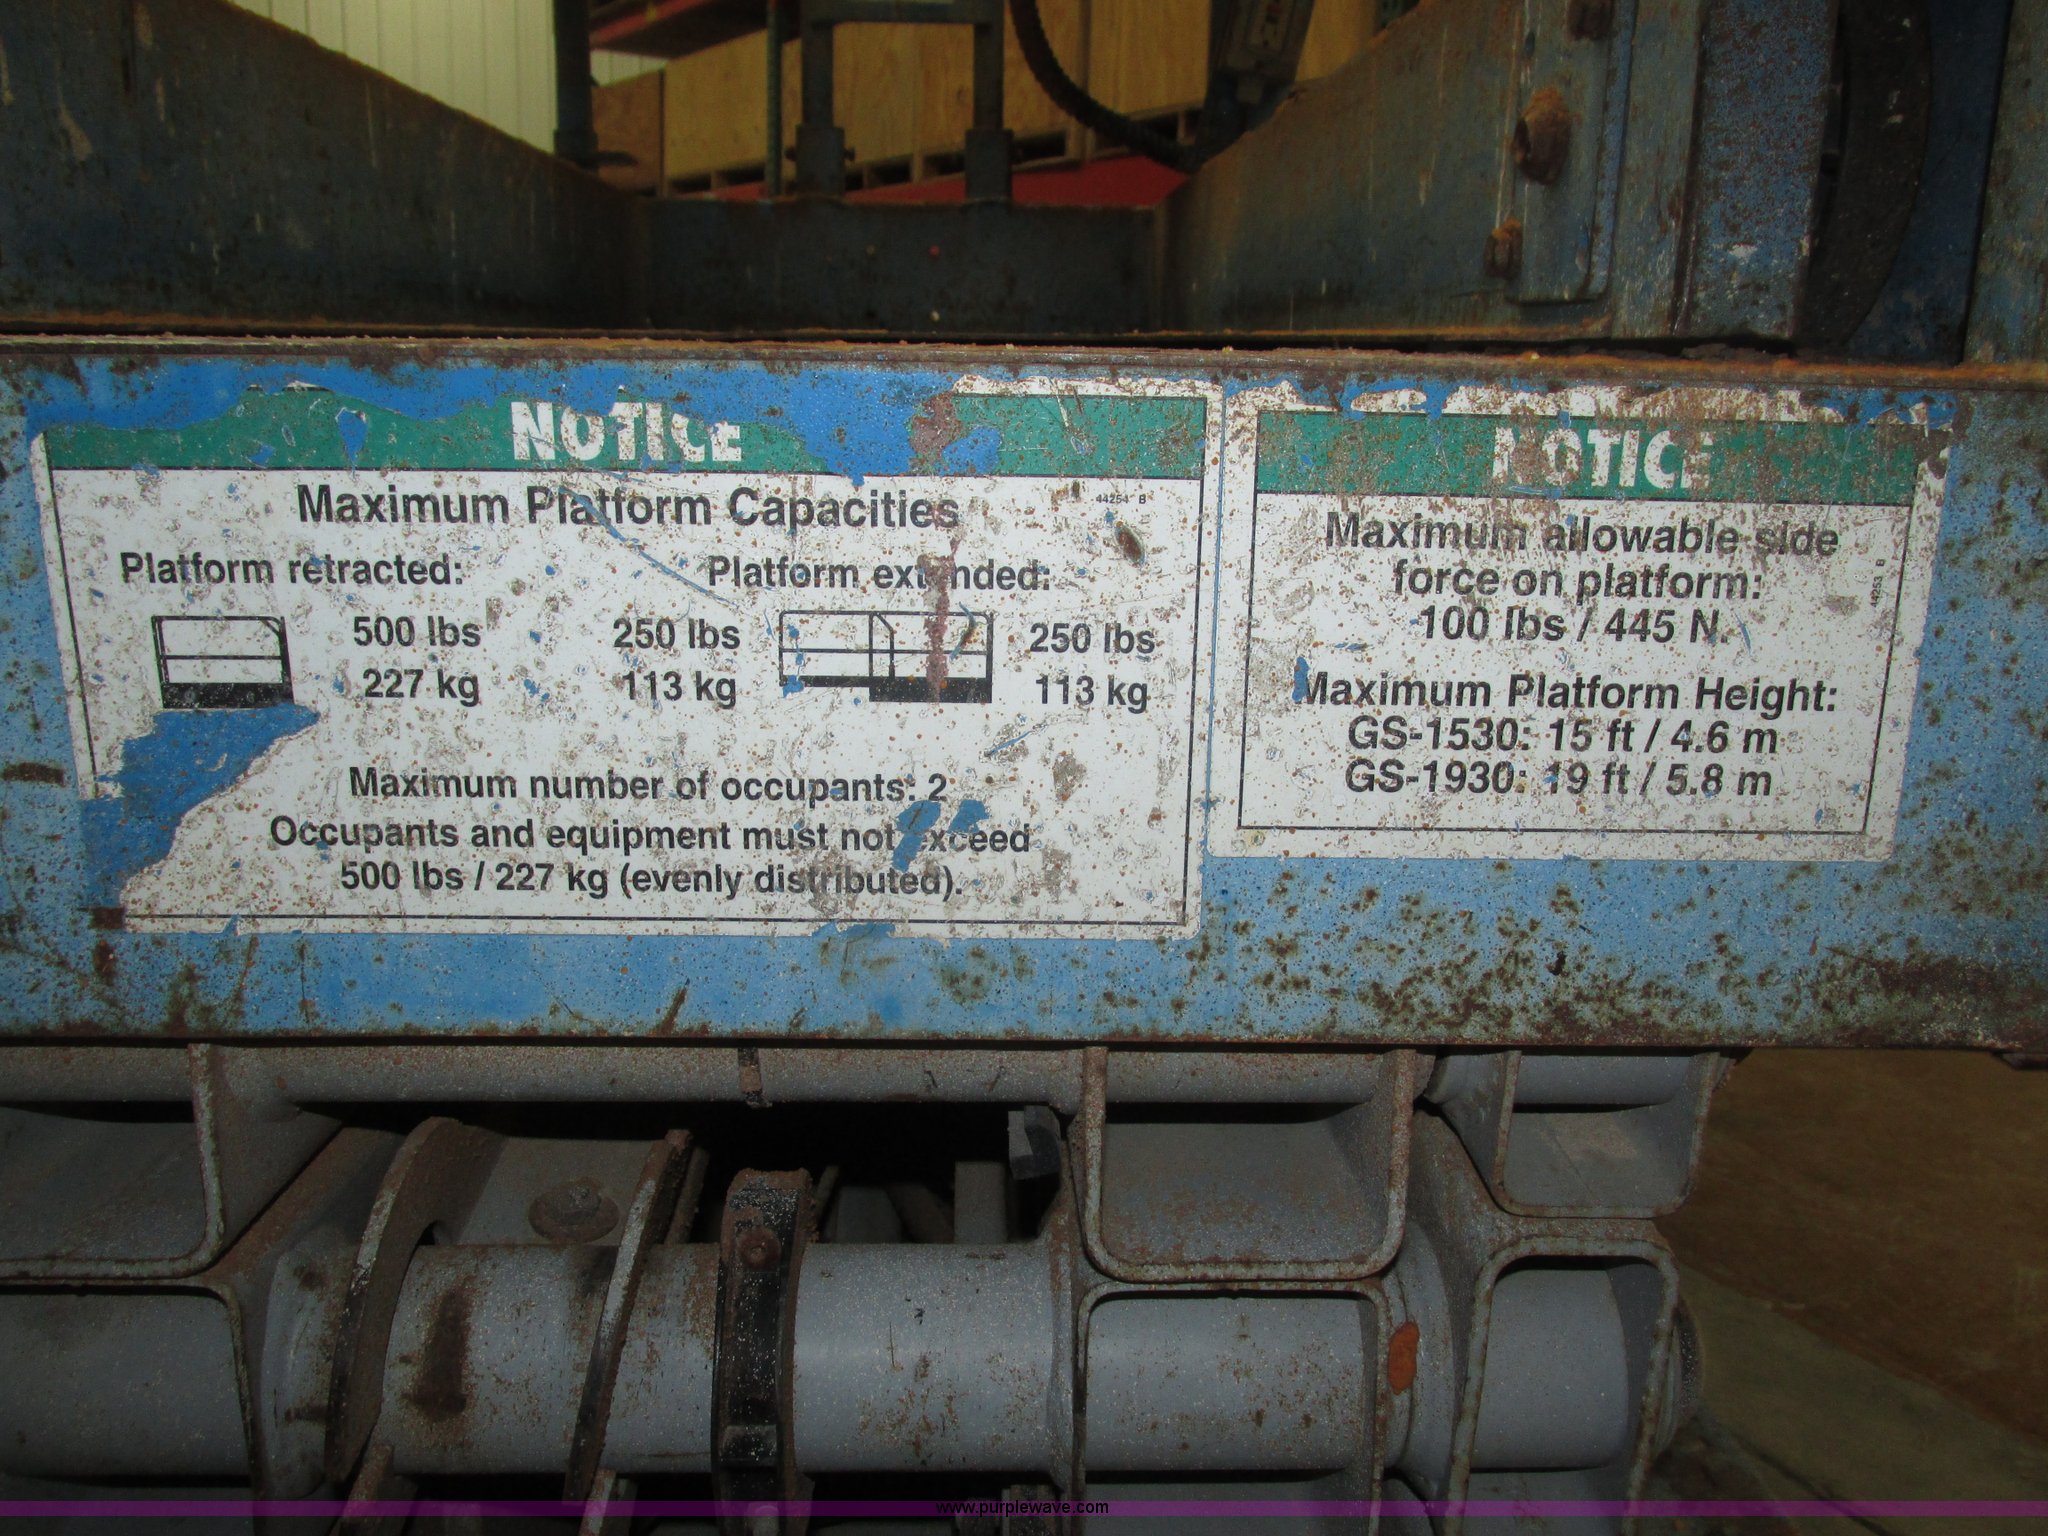 NOTICE
Maximum Platform Capacities
44254 B
Platform retracted:
500 lbs
227 kg
Platform extended:
250 lbs
113 kg
250 lbs
113 kg
Maximum number of occupants: 2
Occupants and equipment must not exceed
500 lbs / 227 kg (evenly distributed).
NOTICE
Maximum allowable side
force on platform:
100 lbs / 445 N.
44253 B
Maximum Platform Height:
GS-1530: 15 ft / 4.6 m
GS-1930: 19 ft / 5.8 m
www.purplewave.com